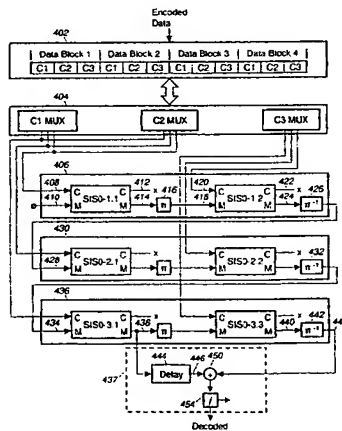 Encoded
Data
402
Data Block 1 Data Block 2 Data Block 3 Data Block 4
C1 C2 C3 C1 C2 C3 C1 C2 C3 C1 C2 C3
404
C1 MUX C2 MUX C3 MUX
406
408 412 416 420 422 426
C C x C C x
SISO-1.1 SISO-1.2
410 M M 414 π 418 M M 424 π⁻¹
430
C C x C C x
SISO-2.1 SISO-2.2 432
428 M M π M M π⁻¹
436
C C x C C x 442
SISO-3.1 SISO-3.3
434 M M 438 π M M 440 π⁻¹
444 446 450
437 Delay +
454
Decoded